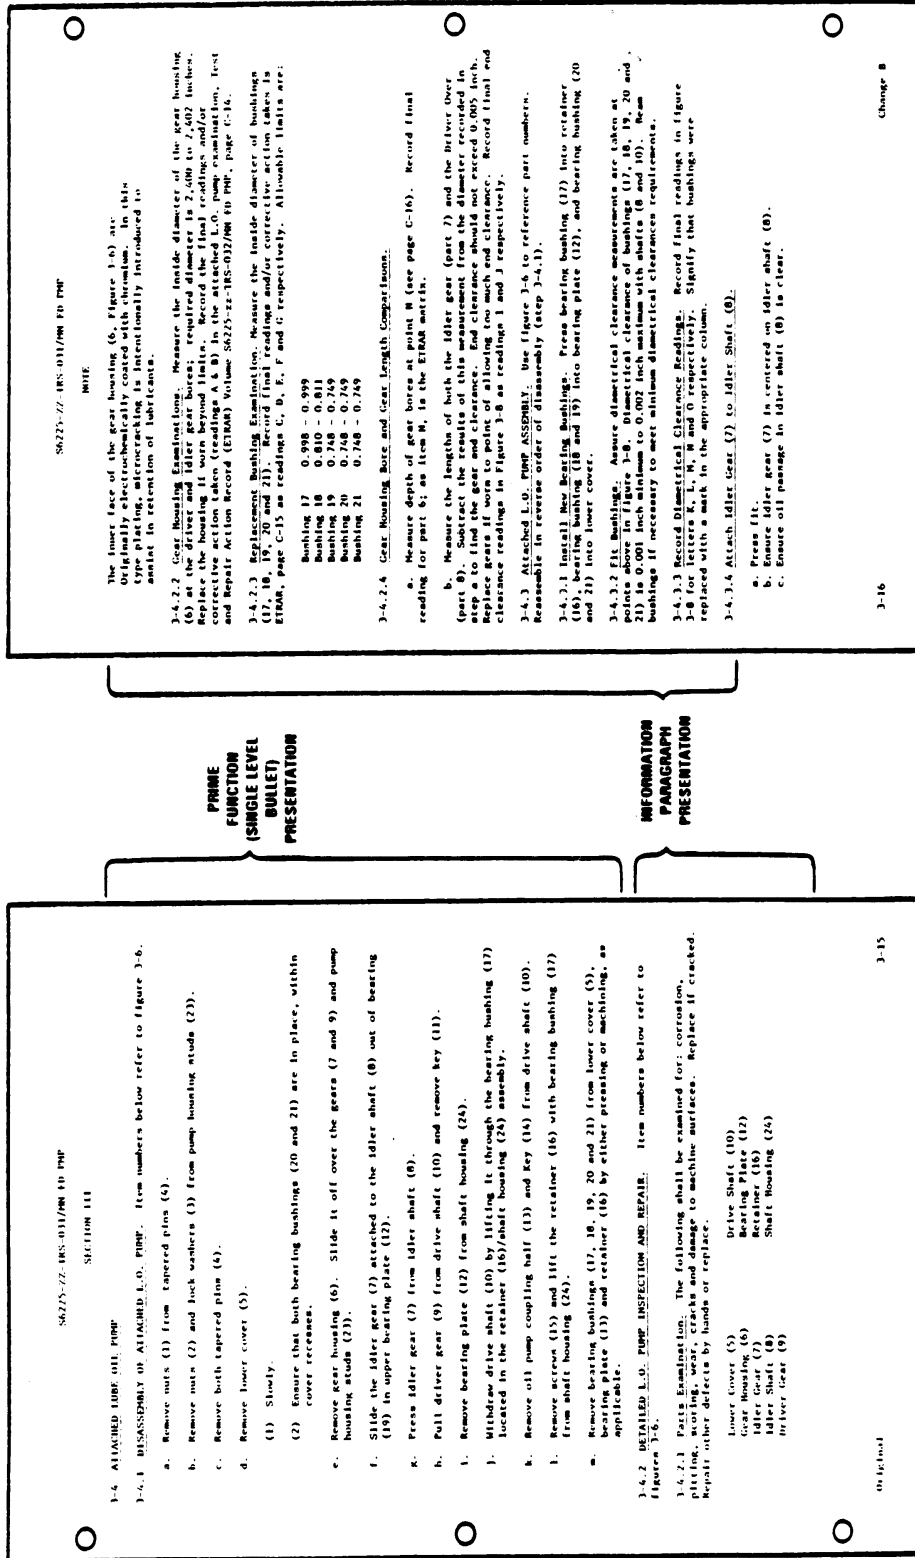 S6225-ZZ-TRS-031/MN FD PMP
SECTION III
3-4 ATTACHED LUBE OIL PUMP
3-4.1 DISASSEMBLY OF ATTACHED L.O. PUMP. Item numbers below refer to figure 3-6.
a. Remove nuts (1) from tapered pins (4).
b. Remove nuts (2) and lock washers (3) from pump housing studs (23).
c. Remove both tapered pins (4).
d. Remove lower cover (5).
(1) Slowly.
(2) Ensure that both bearing bushings (20 and 21) are in place, within
cover recesses.
e. Remove gear housing (6). Slide it off over the gears (7 and 9) and pump
housing studs (23).
f. Slide the idler gear (7) attached to the idler shaft (8) out of bearing
(19) in upper bearing plate (12).
g. Press idler gear (7) from idler shaft (8).
h. Pull driver gear (9) from drive shaft (10) and remove key (11).
i. Remove bearing plate (12) from shaft housing (24).
j. Withdraw drive shaft (10) by lifting it through the bearing bushing (17)
located in the retainer (16)/shaft housing (24) assembly.
k. Remove oil pump coupling half (13) and Key (14) from drive shaft (10).
l. Remove screws (15) and lift the retainer (16) with bearing bushing (17)
from shaft housing (24).
m. Remove bearing bushings (17, 18, 19, 20 and 21) from lower cover (5),
bearing plate (13) and retainer (16) by either pressing or machining, as
applicable.
3-4.2 DETAILED L.O. PUMP INSPECTION AND REPAIR. Item numbers below refer to
figures 3-6.
3-4.2.1 Parts Examination. The following shall be examined for: corrosion,
pitting, scoring, wear, cracks and damage to machine surfaces. Replace if cracked.
Repair other defects by hands or replace.
Lower Cover (5) Drive Shaft (10)
Gear Housing (6) Bearing Plate (12)
Idler Gear (7) Retainer (16)
Idler Shaft (8) Shaft Housing (24)
Driver Gear (9)
Original 3-15
PRIME
FUNCTION
(SINGLE LEVEL
BULLET)
PRESENTATION
INFORMATION
PARAGRAPH
PRESENTATION
S6225-ZZ-TRS-031/MN FD PMP
NOTE
The inner face of the gear housing (6, Figure 3-6) are
Originally electrochemically coated with chromium. In this
type plating, microcracking is intentionally introduced to
assist in retention of lubricants.
3-4.2.2 Gear Housing Examinations. Measure the inside diameter of the gear housing
(6) at the driver and idler gear bores; required diameter is 2,400 to 2,402 inches.
Replace the housing if worn beyond limits. Record the final readings and/or
corrective action taken (readings A & B) in the attached L.O. pump examination, Test
and Repair Action Record (ETRAR) Volume S6225-zz-TRS-032/MN FD PMP, page C-14.
3-4.2.3 Replacement Bushing Examination. Measure the inside diameter of bushings
(17, 18, 19, 20 and 21). Record final readings and/or corrective action takes is
ETRAR, page C-15 as readings C, D, E, F and G respectively. Allowable limits are:
Bushing 17 0.998 - 0.999
Bushing 18 0.810 - 0.811
Bushing 19 0.748 - 0.749
Bushing 20 0.748 - 0.749
Bushing 21 0.748 - 0.749
3-4.2.4 Gear Housing Bore and Gear Length Comparisons.
a. Measure depth of gear bores at point H (see page C-16). Record final
reading for part 6; as item H, is the ETRAR matrix.
b. Measure the lengths of both the idler gear (part 7) and the Driver Over
(part 8). Subtract the results of this measurement from the diameter recorded in
step a to find the gear and clearance. End clearance should not exceed 0.005 inch.
Replace gears if worn to point of allowing too much end clearance. Record final end
clearance readings in Figure 3-8 as readings I and J respectively.
3-4.3 Attached L.O. PUMP ASSEMBLY. Use figure 3-6 to reference part numbers.
Reassemble in reverse order of disassembly (step 3-4.1).
3-4.3.1 Install New Bearing Bushings. Press bearing bushing (17) into retainer
(16), bearing bushing (18 and 19) into bearing plate (12), and bearing bushing (20
and 21) into lower cover.
3-4.3.2 Fit Bushings. Assure diametrical clearance measurements are taken at
points above in figure 3-8. Diametrical clearance of bushings (17, 18, 19, 20 and
21) is 0.001 inch minimum to 0.002 inch maximum with shafts (8 and 10). Ream
bushings if necessary to meet minimum diametrical clearances requirements.
3-4.3.3 Record Diametrical Clearance Readings. Record final readings in figure
3-8 for letters K, L, M, N and O respectively. Signify that bushings were
replaced with a mark in the appropriate column.
3-4.3.4 Attach Idler Gear (7) to Idler Shaft (8).
a. Press fit.
b. Ensure idler gear (7) is centered on idler shaft (8).
c. Ensure oil passage in idler shaft (8) is clear.
3-16 Change B